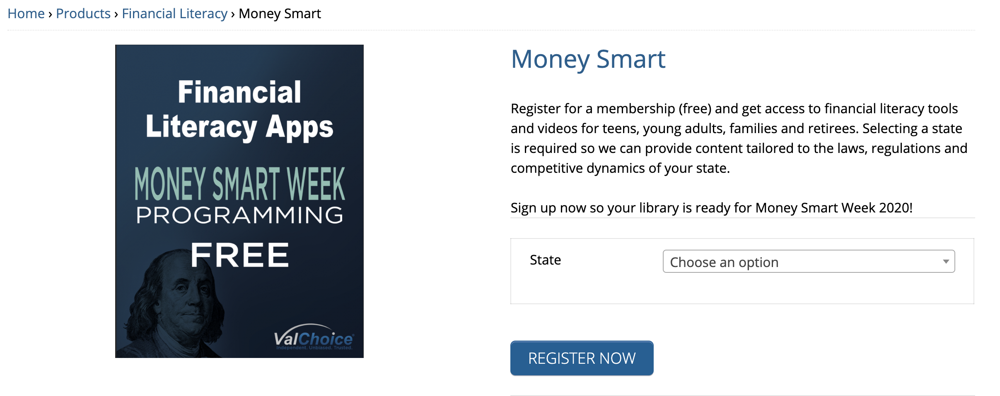 Home › Products › Financial Literacy › Money Smart
Financial
Literacy Apps
MONEY SMART WEEK
PROGRAMMING
FREE
ValChoice®
Independent. Unbiased. Trusted.
Money Smart
Register for a membership (free) and get access to financial literacy tools
and videos for teens, young adults, families and retirees. Selecting a state
is required so we can provide content tailored to the laws, regulations and
competitive dynamics of your state.
Sign up now so your library is ready for Money Smart Week 2020!
State
Choose an option
REGISTER NOW